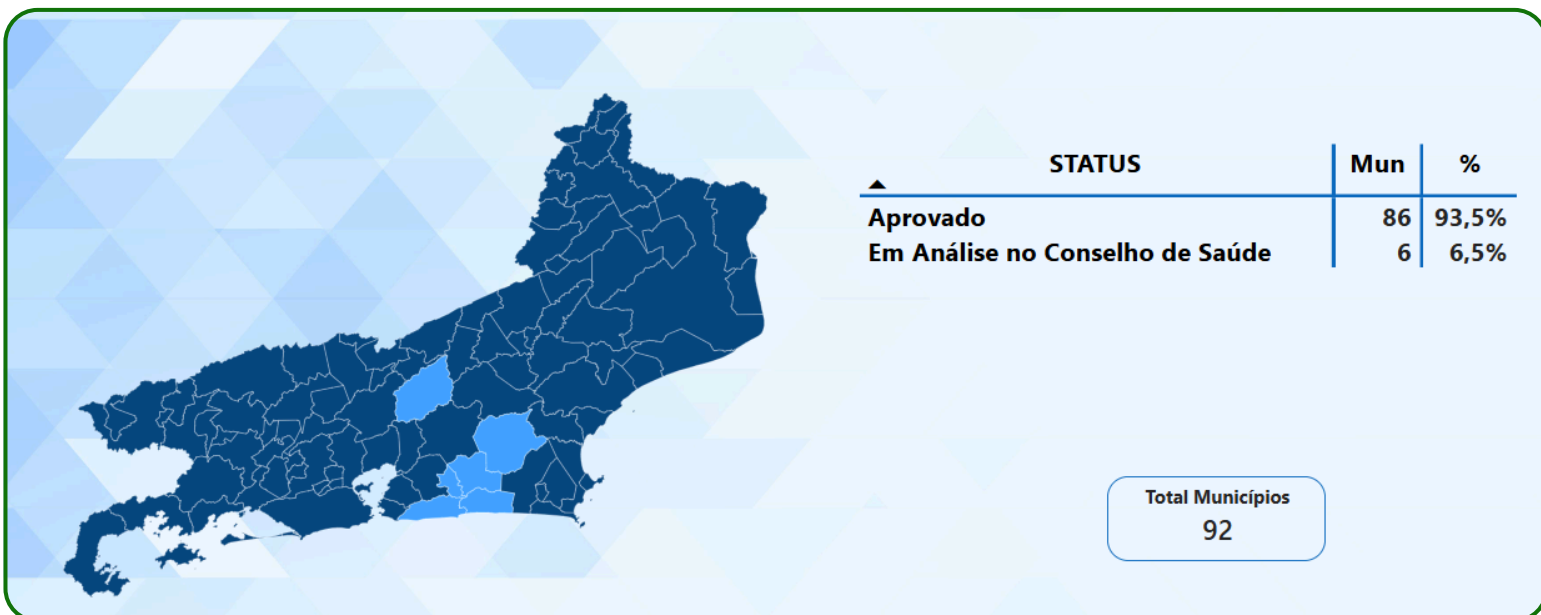 STATUS Mun %
Aprovado 86 93,5%
Em Análise no Conselho de Saúde 6 6,5%
Total Municípios
92